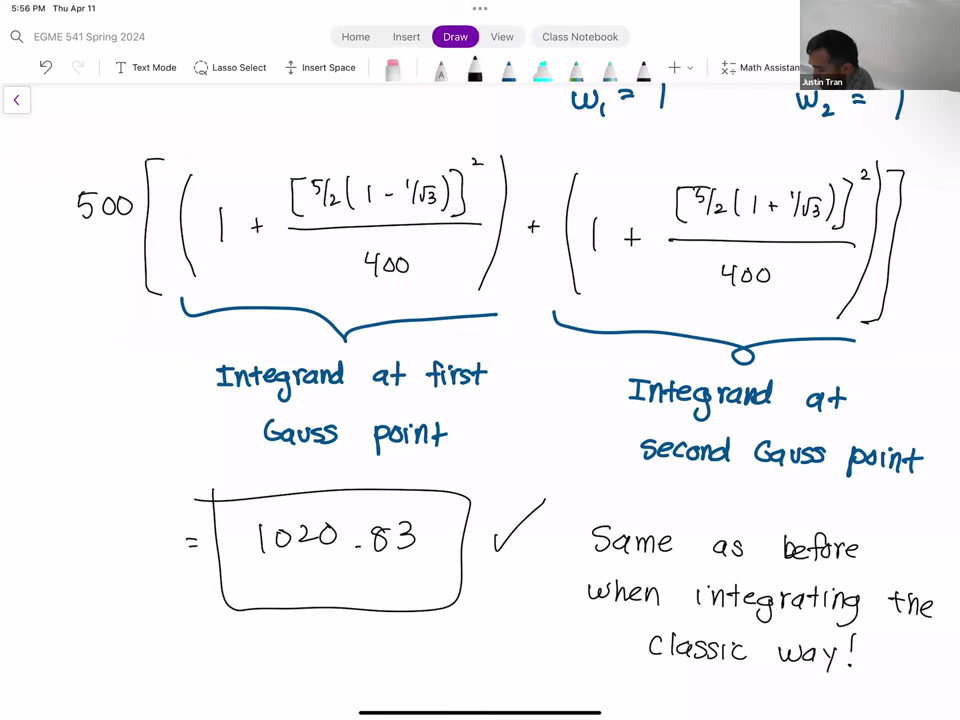 5:56 PM Thu Apr 11
EGME 541 Spring 2024
Home Insert Draw View Class Notebook
Text Mode Lasso Select Insert Space Math Assistan
Justin Tran
w₁ = 1 w₂ = 1
500 [ ( 1 + [5/2 (1 - 1/√3)]² / 400 ) + ( 1 + [5/2 (1 + 1/√3)]² / 400 ) ]
Integrand at first
Gauss point
Integrand at
second Gauss point
= 1020.83 ✓
Same as before
when integrating the
classic way!